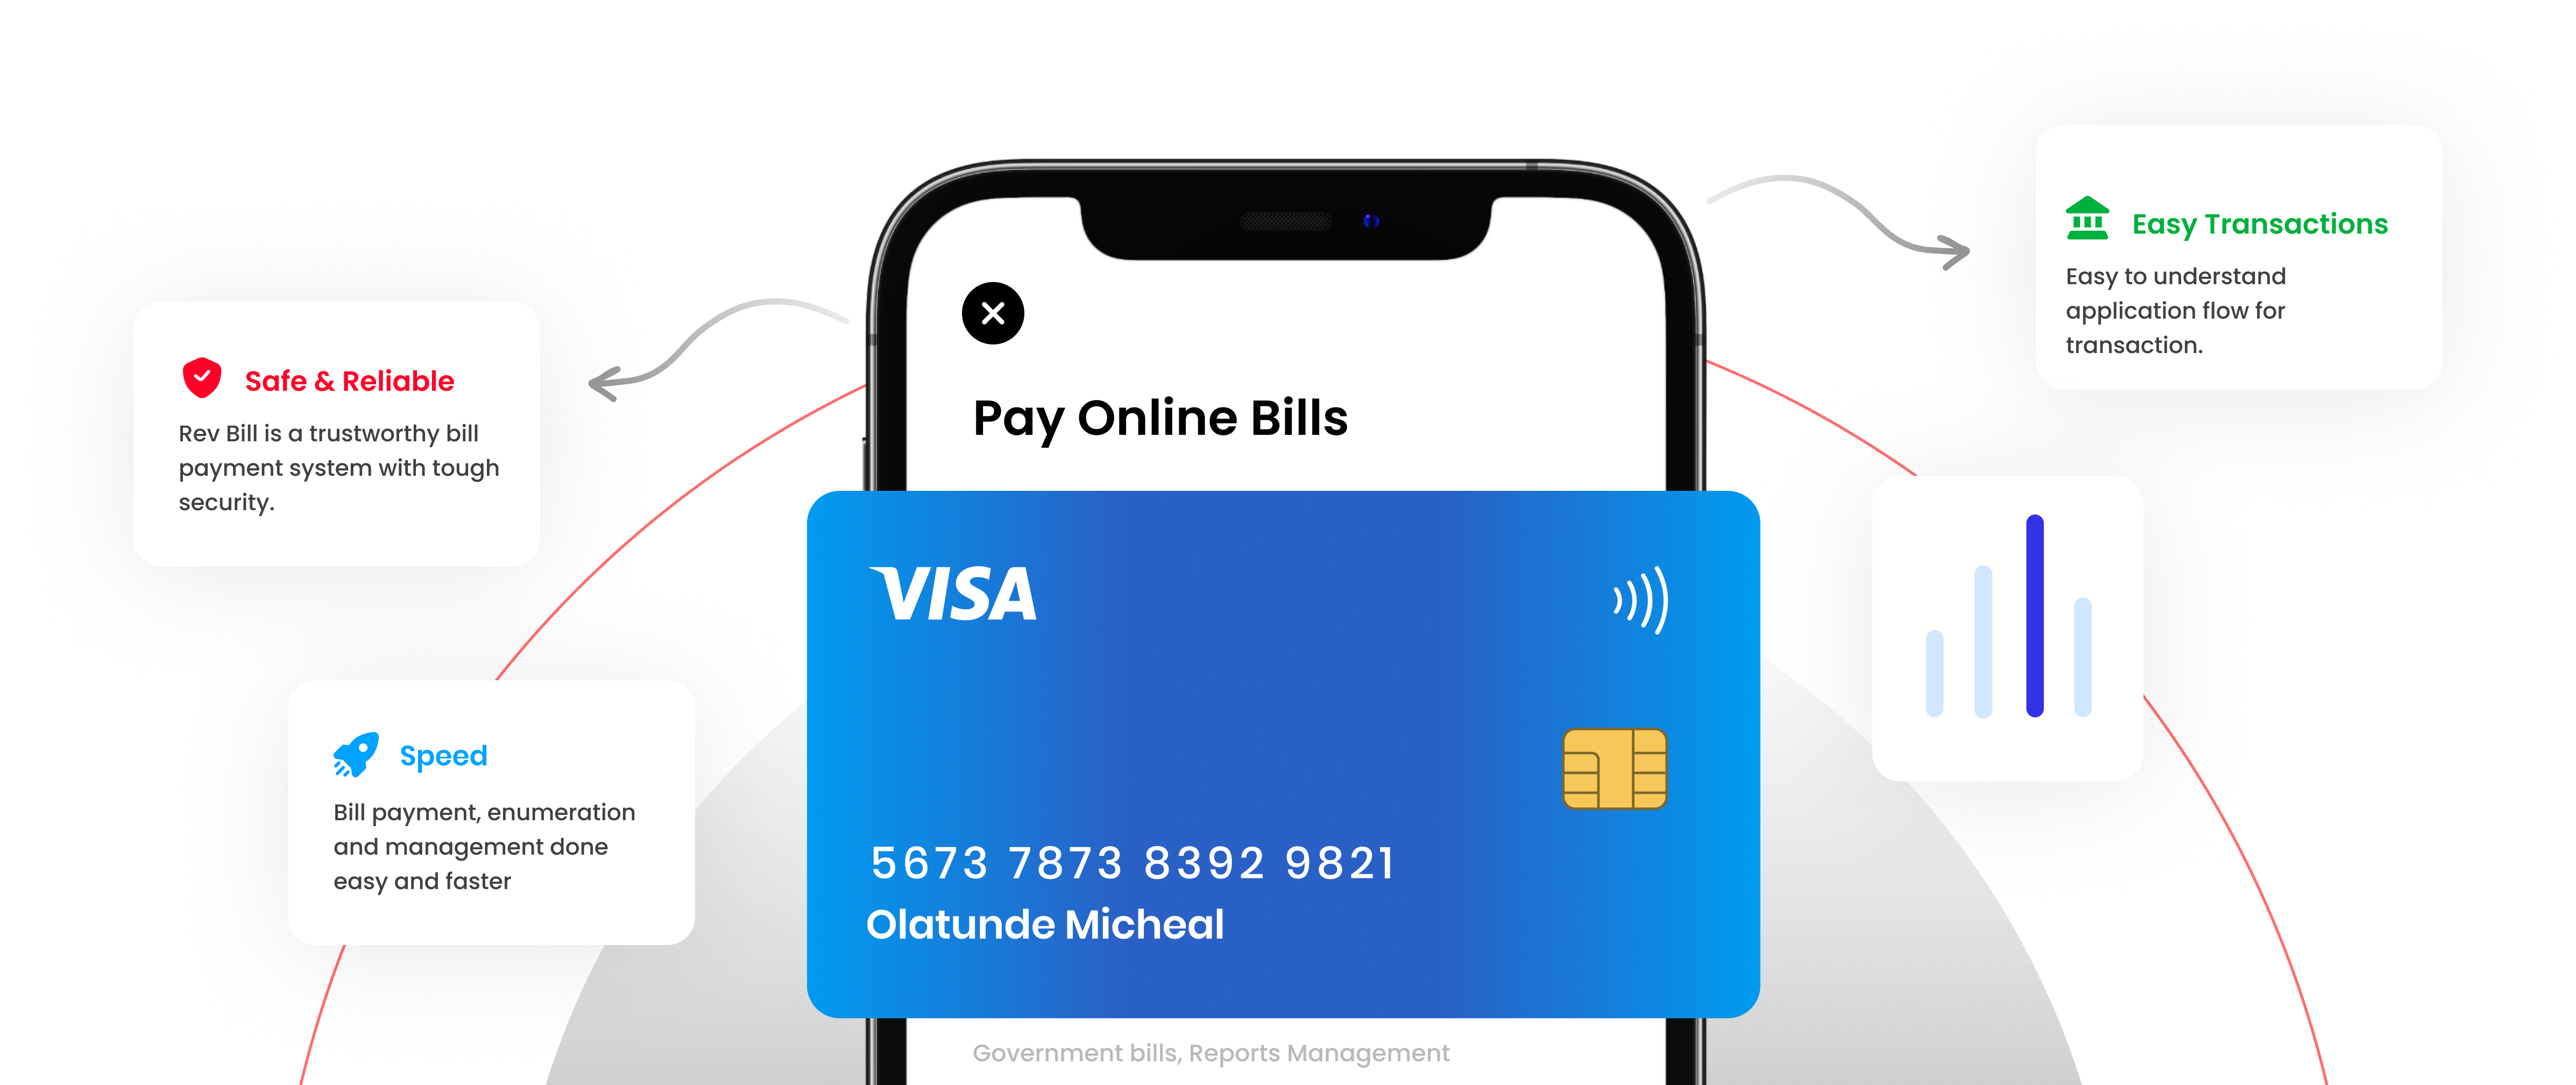 Safe & Reliable
Rev Bill is a trustworthy bill
payment system with tough
security.
Speed
Bill payment, enumeration
and management done
easy and faster
Pay Online Bills
VISA
5673 7873 8392 9821
Olatunde Micheal
Government bills, Reports Management
Easy Transactions
Easy to understand
application flow for
transaction.